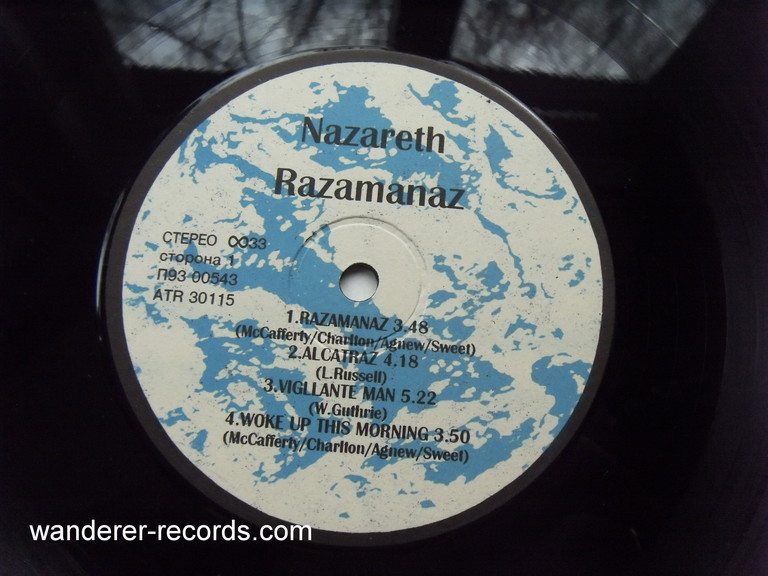 Nazareth
Razamanaz
СТЕРЕО ∞33
сторона 1
П93 00543
ATR 30115
1.RAZAMANAZ 3.48
(McCafferty/Charlton/Agnew/Sweet)
2.ALCATRAZ 4.18
(L.Russell)
3.VIGLLANTE MAN 5.22
(W.Guthrie)
4.WOKE UP THIS MORNING 3.50
(McCafferty/Charlton/Agnew/Sweet)
wanderer-records.com